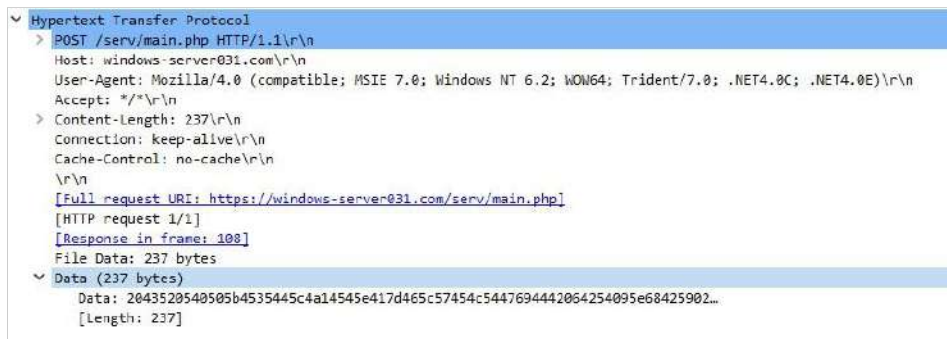 Hypertext Transfer Protocol
POST /serv/main.php HTTP/1.1\r\n
Host: windows-server031.com\r\n
User-Agent: Mozilla/4.0 (compatible; MSIE 7.0; Windows NT 6.2; WOW64; Trident/7.0; .NET4.0C; .NET4.0E)\r\n
Accept: */*\r\n
Content-Length: 237\r\n
Connection: keep-alive\r\n
Cache-Control: no-cache\r\n
\r\n
[Full request URI: https://windows-server031.com/serv/main.php]
[HTTP request 1/1]
[Response in frame: 108]
File Data: 237 bytes
Data (237 bytes)
Data: 2043520540505b4535445c4a14545e417d465c57454c5447694442064254095e68425902…
[Length: 237]